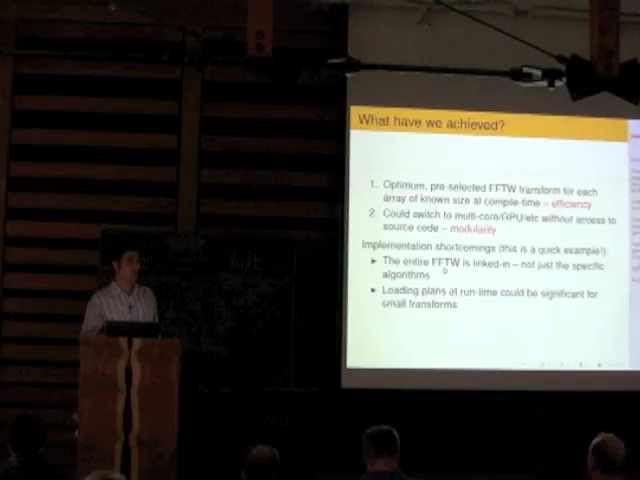 What have we achieved?
1. Optimum, pre-selected FFTW transform for each
array of known size at compile-time – efficiency
2. Could switch to multi-core/GPU/etc without access to
source code – modularity
Implementation shortcomings (this is a quick example!):
▶ The entire FFTW is linked-in – not just the specific
algorithms
▶ Loading plans at run-time could be significant for
small transforms